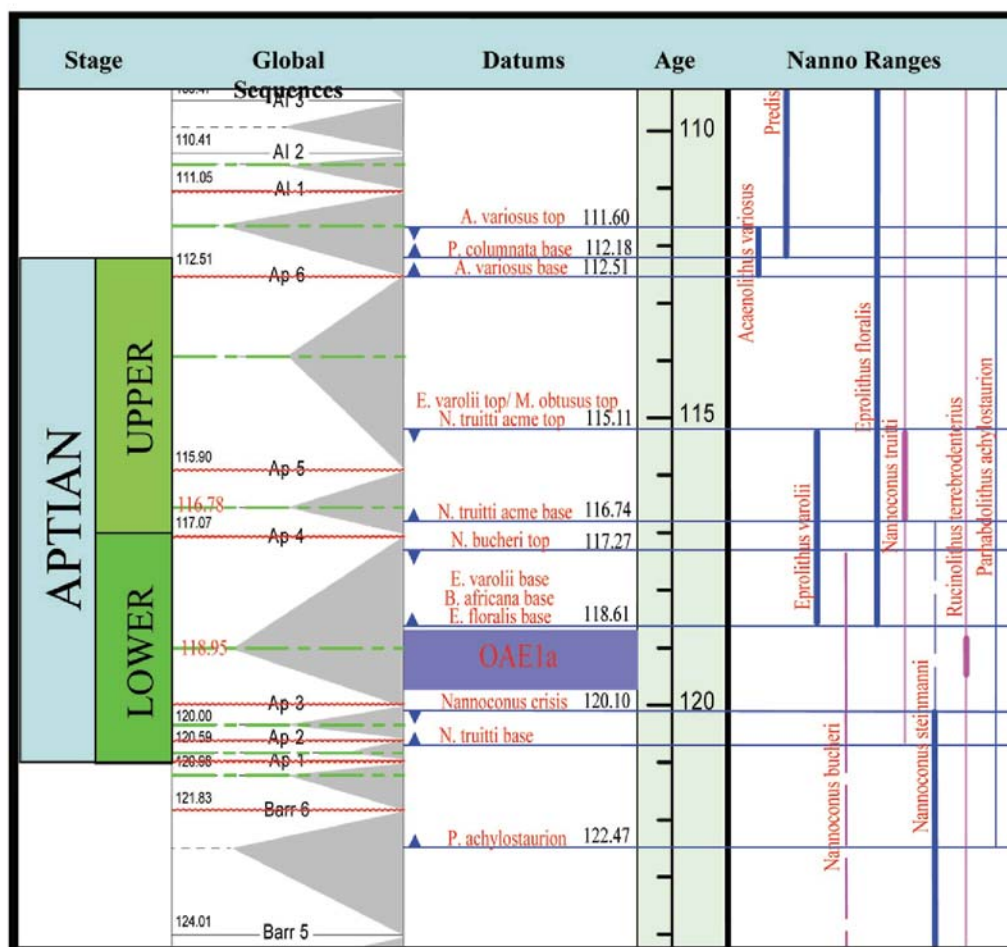 Stage
Global
Sequences
Datums
Age
Nanno Ranges
APTIAN
UPPER
LOWER
Al 3
110.41
Al 2
111.05
Al 1
112.51
Ap 6
115.90
Ap 5
116.78
117.07
Ap 4
118.95
Ap 3
120.00
120.59
Ap 2
120.98
Ap 1
121.83
Barr 6
124.01
Barr 5
A. variosus top 111.60
P. columnata base 112.18
A. variosus base 112.51
E. varolii top/ M. obtusus top
N. truitti acme top 115.11
N. truitti acme base 116.74
N. bucheri top 117.27
E. varolii base
B. africana base
E. floralis base 118.61
OAE1a
Nannoconus crisis 120.10
N. truitti base
P. achylostaurion 122.47
110
115
120
Acaenolithus variosus
Predis
Eprolithus varolii
Nannoconus bucheri
Eprolithus floralis
Nannoconus truitti
Nannoconus steinmanni
Rucinolithus terrebrodenterius
Parhabdolithus achylostaurion